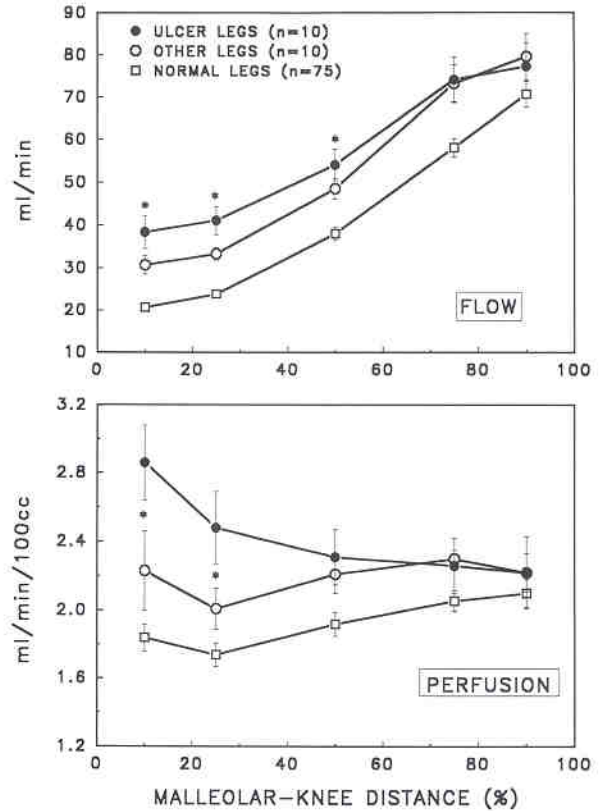 90
80
70
60
50
40
30
20
10
ml/min
● ULCER LEGS (n=10)
○ OTHER LEGS (n=10)
□ NORMAL LEGS (n=75)
*
*
*
FLOW
0 20 40 60 80 100
3.2
2.8
2.4
2.0
1.6
1.2
ml/min/100cc
*
*
PERFUSION
0 20 40 60 80 100
MALLEOLAR-KNEE DISTANCE (%)